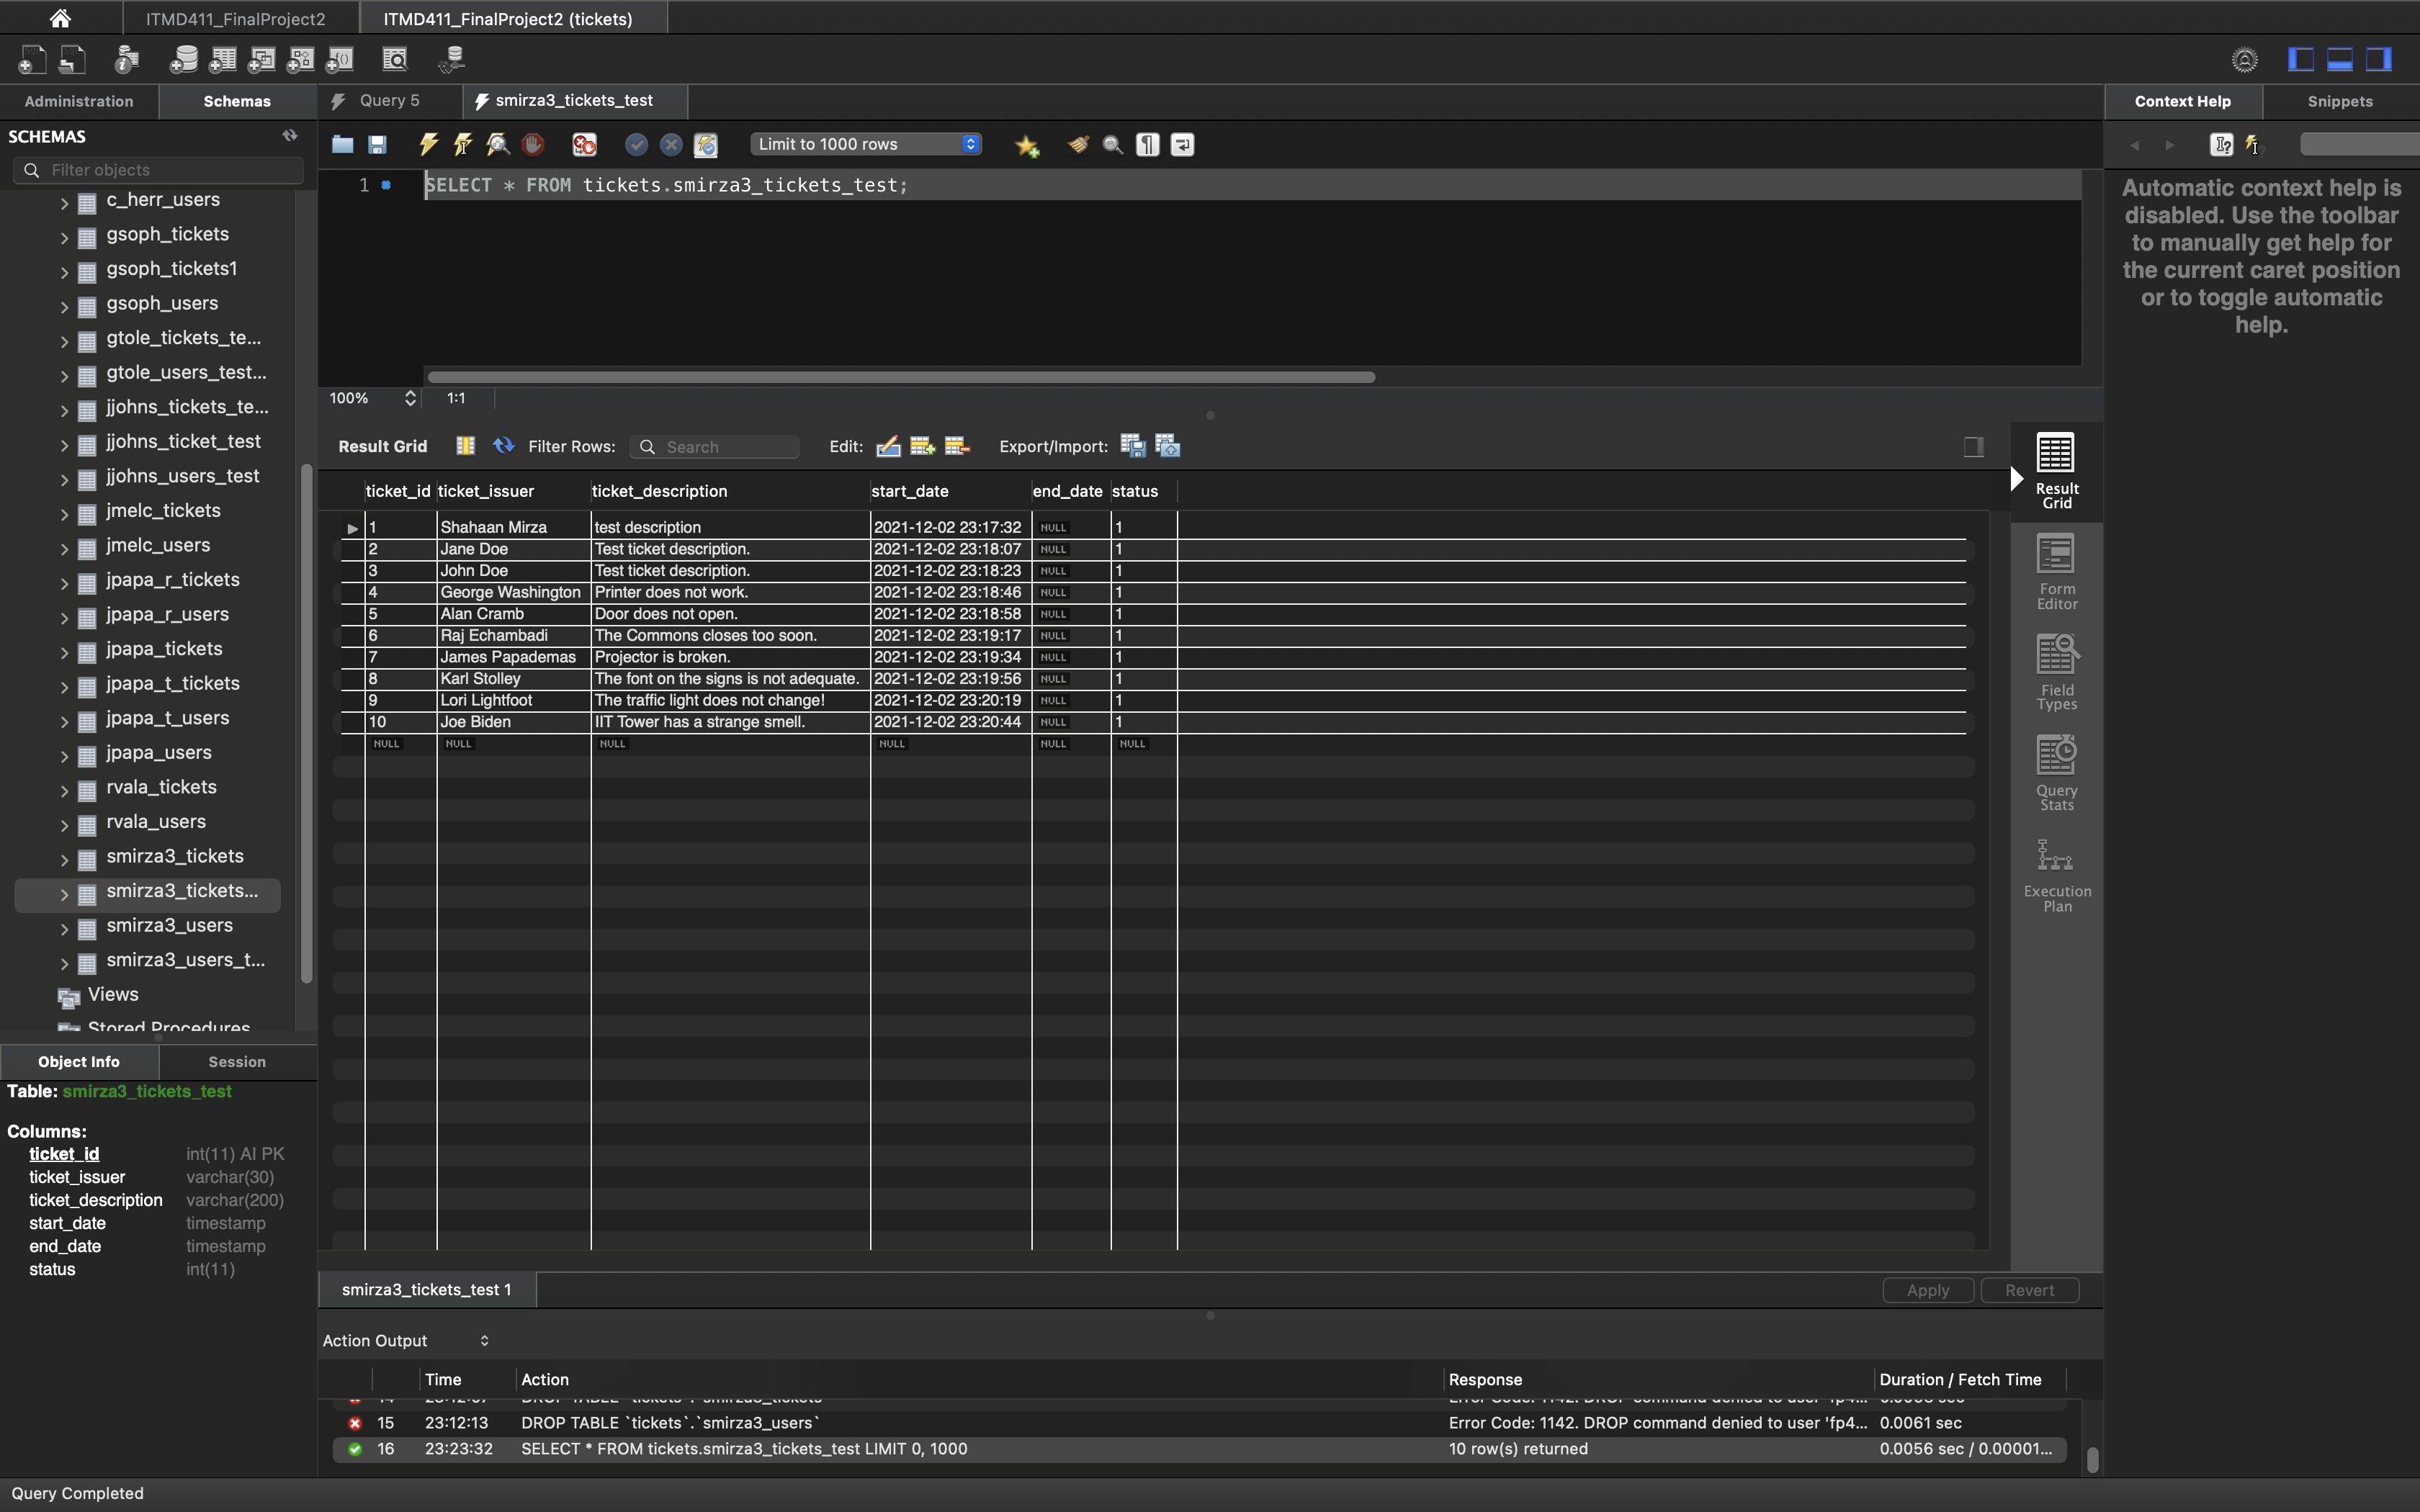 ITMD411_FinalProject2
ITMD411_FinalProject2 (tickets)
Administration
Schemas
Query 5
smirza3_tickets_test
Context Help
Snippets
SCHEMAS
Filter objects
Limit to 1000 rows
1 SELECT * FROM tickets.smirza3_tickets_test;
Automatic context help is
disabled. Use the toolbar
to manually get help for
the current caret position
or to toggle automatic
help.
c_herr_users
gsoph_tickets
gsoph_tickets1
gsoph_users
gtole_tickets_te...
gtole_users_test...
jjohns_tickets_te...
jjohns_ticket_test
jjohns_users_test
jmelc_tickets
jmelc_users
jpapa_r_tickets
jpapa_r_users
jpapa_tickets
jpapa_t_tickets
jpapa_t_users
jpapa_users
rvala_tickets
rvala_users
smirza3_tickets
smirza3_tickets...
smirza3_users
smirza3_users_t...
Views
Stored Procedures
100% 1:1
Result Grid Filter Rows: Search Edit: Export/Import:
ticket_id ticket_issuer ticket_description start_date end_date status
1 Shahaan Mirza test description 2021-12-02 23:17:32 NULL 1
2 Jane Doe Test ticket description. 2021-12-02 23:18:07 NULL 1
3 John Doe Test ticket description. 2021-12-02 23:18:23 NULL 1
4 George Washington Printer does not work. 2021-12-02 23:18:46 NULL 1
5 Alan Cramb Door does not open. 2021-12-02 23:18:58 NULL 1
6 Raj Echambadi The Commons closes too soon. 2021-12-02 23:19:17 NULL 1
7 James Papademas Projector is broken. 2021-12-02 23:19:34 NULL 1
8 Karl Stolley The font on the signs is not adequate. 2021-12-02 23:19:56 NULL 1
9 Lori Lightfoot The traffic light does not change! 2021-12-02 23:20:19 NULL 1
10 Joe Biden IIT Tower has a strange smell. 2021-12-02 23:20:44 NULL 1
NULL NULL NULL NULL NULL NULL
Result
Grid
Form
Editor
Field
Types
Query
Stats
Execution
Plan
Object Info
Session
Table: smirza3_tickets_test
Columns:
ticket_id int(11) AI PK
ticket_issuer varchar(30)
ticket_description varchar(200)
start_date timestamp
end_date timestamp
status int(11)
smirza3_tickets_test 1
Apply
Revert
Action Output
Time Action Response Duration / Fetch Time
14 23:12:07 DROP TABLE `tickets`.`smirza3_tickets` Error Code: 1142. DROP command denied to user 'fp4...
15 23:12:13 DROP TABLE `tickets`.`smirza3_users` Error Code: 1142. DROP command denied to user 'fp4... 0.0061 sec
16 23:23:32 SELECT * FROM tickets.smirza3_tickets_test LIMIT 0, 1000 10 row(s) returned 0.0056 sec / 0.00001...
Query Completed